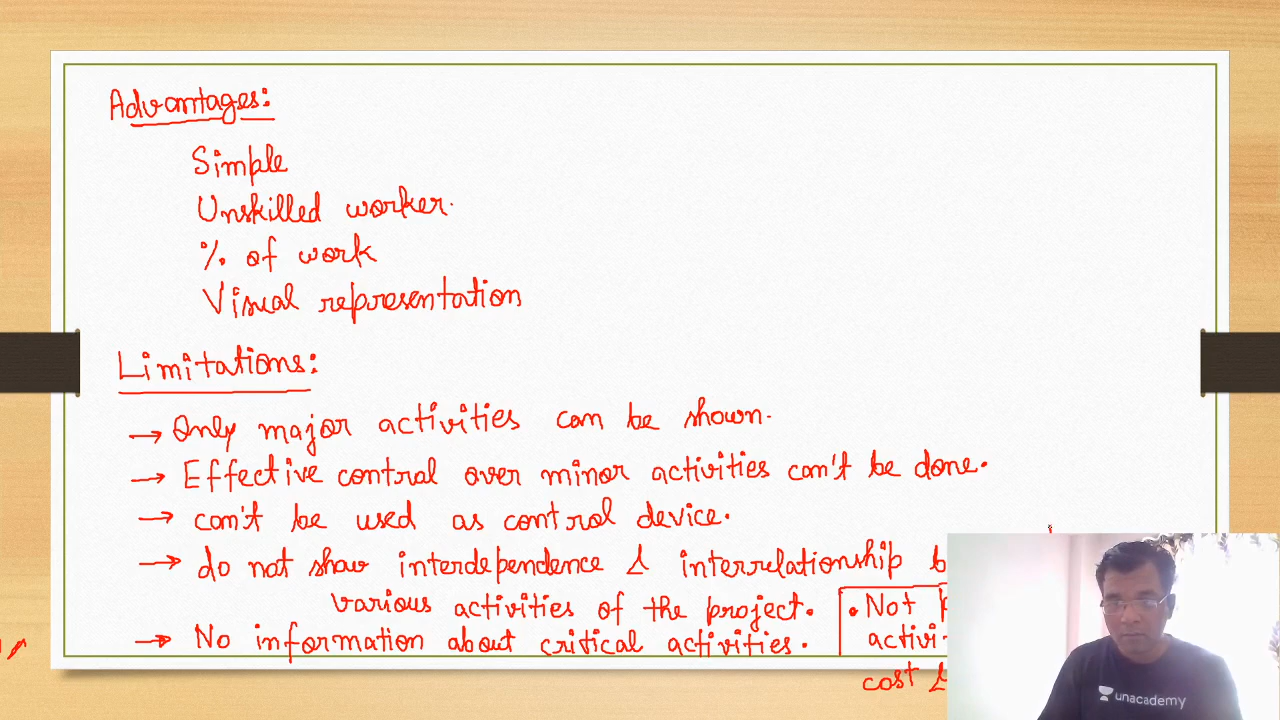 Advantages:
Simple
Unskilled worker.
% of work
Visual representation
Limitations:
→ Only major activities can be shown.
→ Effective control over minor activities can't be done.
→ can't be used as control device.
→ do not show interdependence & interrelationship
various activities of the project.
→ No information about critical activities.
• Not
cost &
unacademy